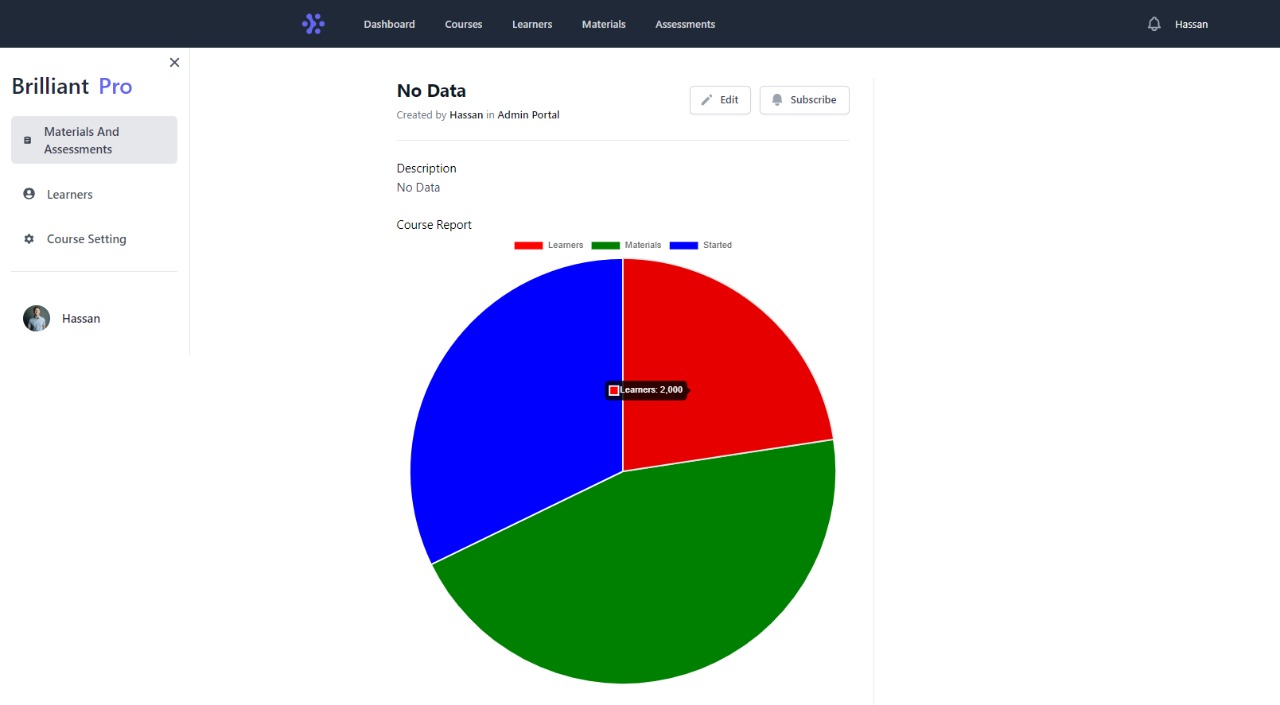 Dashboard Courses Learners Materials Assessments Hassan
Brilliant Pro
Materials And
Assessments
Learners
Course Setting
Hassan
No Data
Created by Hassan in Admin Portal
Edit
Subscribe
Description
No Data
Course Report
Learners Materials Started
Learners: 2,000